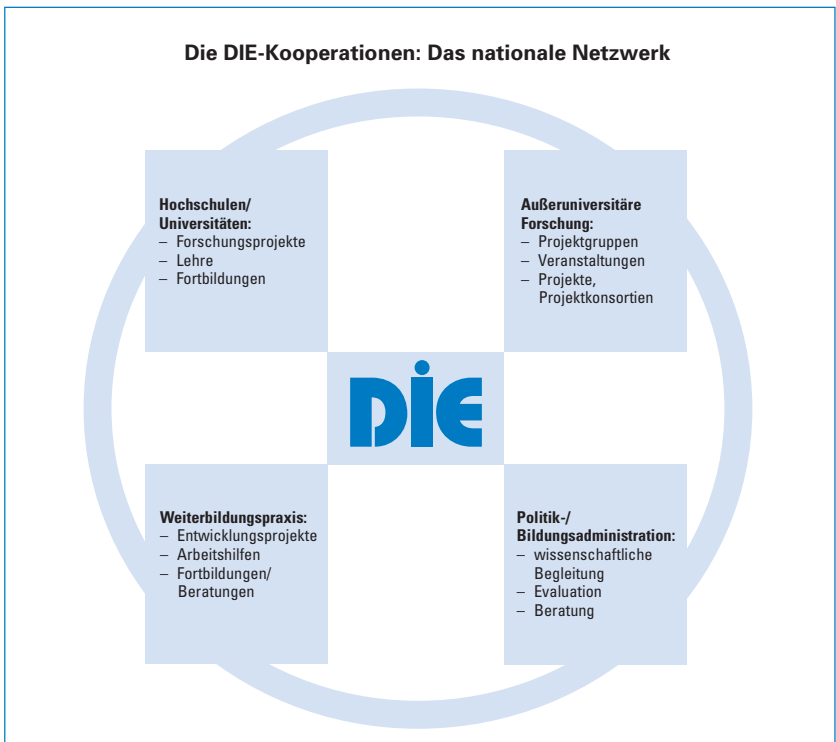 Die DIE-Kooperationen: Das nationale Netzwerk
Hochschulen/
Universitäten:
– Forschungsprojekte
– Lehre
– Fortbildungen
Außeruniversitäre
Forschung:
– Projektgruppen
– Veranstaltungen
– Projekte,
Projektkonsortien
DIE
Weiterbildungspraxis:
– Entwicklungsprojekte
– Arbeitshilfen
– Fortbildungen/
Beratungen
Politik-/
Bildungsadministration:
– wissenschaftliche
Begleitung
– Evaluation
– Beratung